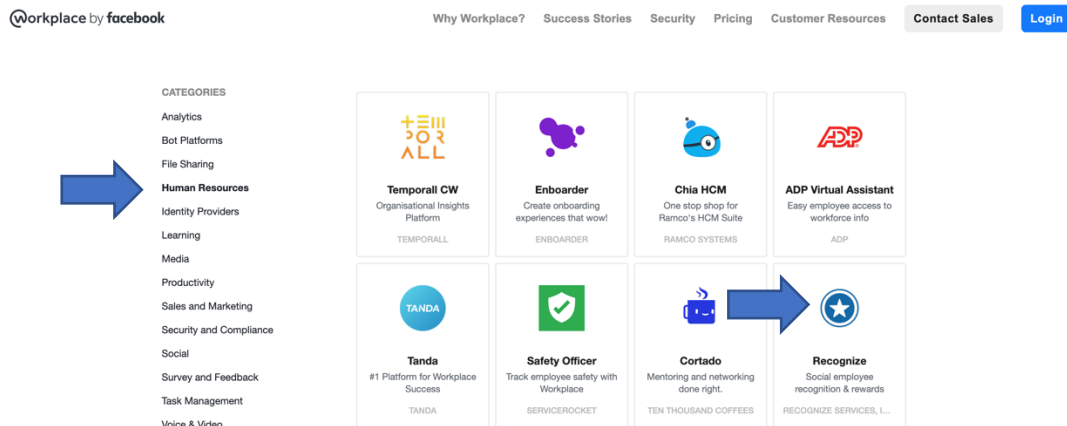 Workplace by facebook
Why Workplace? Success Stories Security Pricing Customer Resources Contact Sales Login
CATEGORIES
Analytics
Bot Platforms
File Sharing
Human Resources
Identity Providers
Learning
Media
Productivity
Sales and Marketing
Security and Compliance
Social
Survey and Feedback
Task Management
Voice & Video
TEMPORALL
Temporall CW
Organisational Insights
Platform
TEMPORALL
Enboarder
Create onboarding
experiences that wow!
ENBOARDER
Chia HCM
One stop shop for
Ramco's HCM Suite
RAMCO SYSTEMS
ADP
ADP Virtual Assistant
Easy employee access to
workforce info
ADP
TANDA
Tanda
#1 Platform for Workplace
Success
TANDA
Safety Officer
Track employee safety with
Workplace
SERVICEROCKET
Cortado
Mentoring and networking
done right.
TEN THOUSAND COFFEES
Recognize
Social employee
recognition & rewards
RECOGNIZE SERVICES, I...